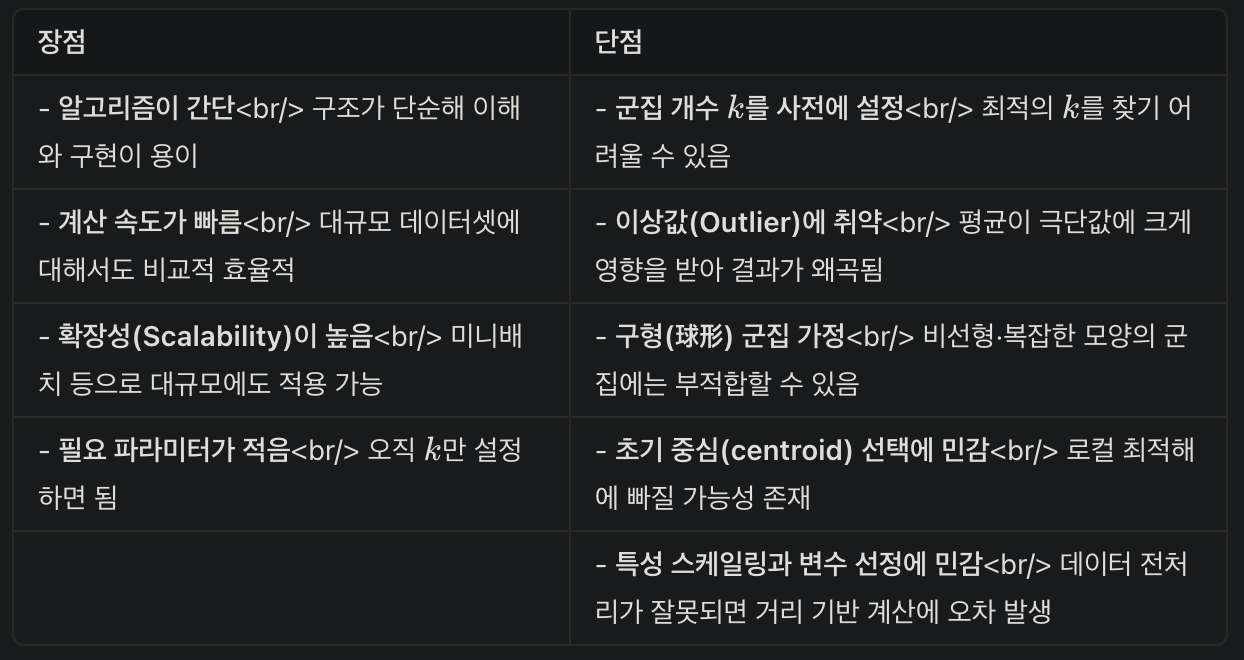 장점
단점
- 알고리즘이 간단<br/> 구조가 단순해 이해
와 구현이 용이
- 군집 개수 k를 사전에 설정<br/> 최적의 k를 찾기 어
려울 수 있음
- 계산 속도가 빠름<br/> 대규모 데이터셋에
대해서도 비교적 효율적
- 이상값(Outlier)에 취약<br/> 평균이 극단값에 크게
영향을 받아 결과가 왜곡됨
- 확장성(Scalability)이 높음<br/> 미니배
치 등으로 대규모에도 적용 가능
- 구형(球形) 군집 가정<br/> 비선형·복잡한 모양의 군
집에는 부적합할 수 있음
- 필요 파라미터가 적음<br/> 오직 k만 설정
하면 됨
- 초기 중심(centroid) 선택에 민감<br/> 로컬 최적해
에 빠질 가능성 존재
- 특성 스케일링과 변수 선정에 민감<br/> 데이터 전처
리가 잘못되면 거리 기반 계산에 오차 발생